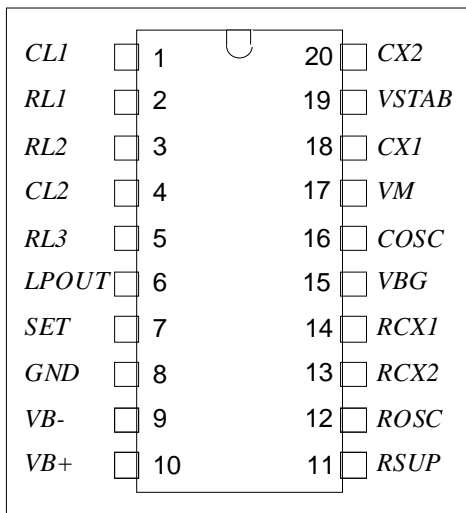 CL1 1 20 CX2
RL1 2 19 VSTAB
RL2 3 18 CX1
CL2 4 17 VM
RL3 5 16 COSC
LPOUT 6 15 VBG
SET 7 14 RCX1
GND 8 13 RCX2
VB- 9 12 ROSC
VB+ 10 11 RSUP